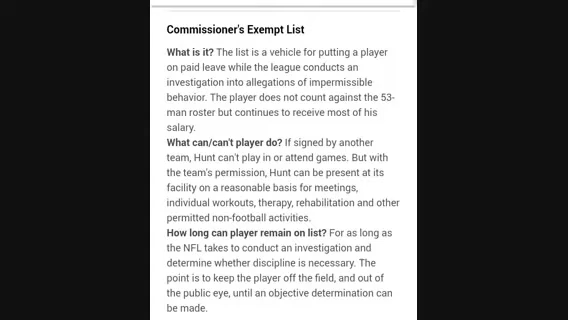 Commissioner's Exempt List
What is it? The list is a vehicle for putting a player
on paid leave while the league conducts an
investigation into allegations of impermissible
behavior. The player does not count against the 53-
man roster but continues to receive most of his
salary.
What can/can't player do? If signed by another
team, Hunt can't play in or attend games. But with
the team's permission, Hunt can be present at its
facility on a reasonable basis for meetings,
individual workouts, therapy, rehabilitation and other
permitted non-football activities.
How long can player remain on list? For as long as
the NFL takes to conduct an investigation and
determine whether discipline is necessary. The
point is to keep the player off the field, and out of
the public eye, until an objective determination can
be made.